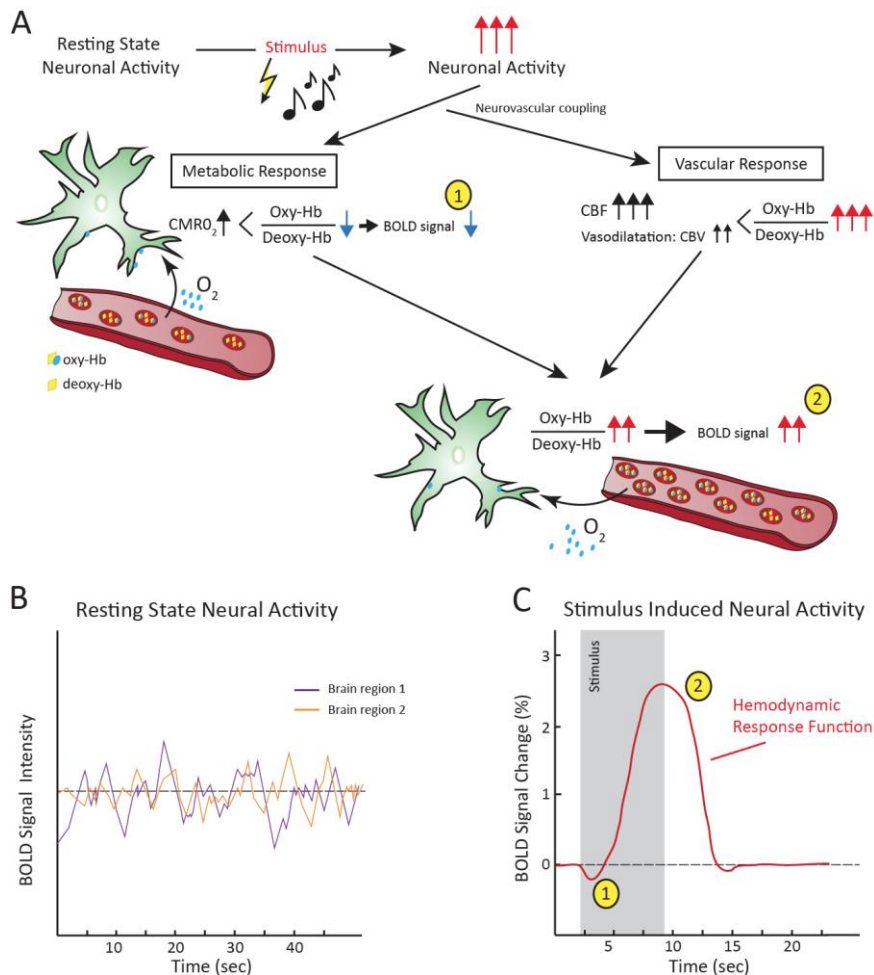 A
Resting State
Neuronal Activity
Stimulus
Neuronal Activity
Neurovascular coupling
Metabolic Response
Vascular Response
1
CMRO2
Oxy-Hb
Deoxy-Hb
BOLD signal
CBF
Vasodilatation: CBV
Oxy-Hb
Deoxy-Hb
O2
oxy-Hb
deoxy-Hb
2
Oxy-Hb
Deoxy-Hb
BOLD signal
O2
B
Resting State Neural Activity
Brain region 1
Brain region 2
BOLD Signal Intensity
10
20
30
40
Time (sec)
C
Stimulus Induced Neural Activity
Stimulus
3
2
1
0
BOLD Signal Change (%)
2
Hemodynamic
Response Function
1
5
10
15
20
Time (sec)